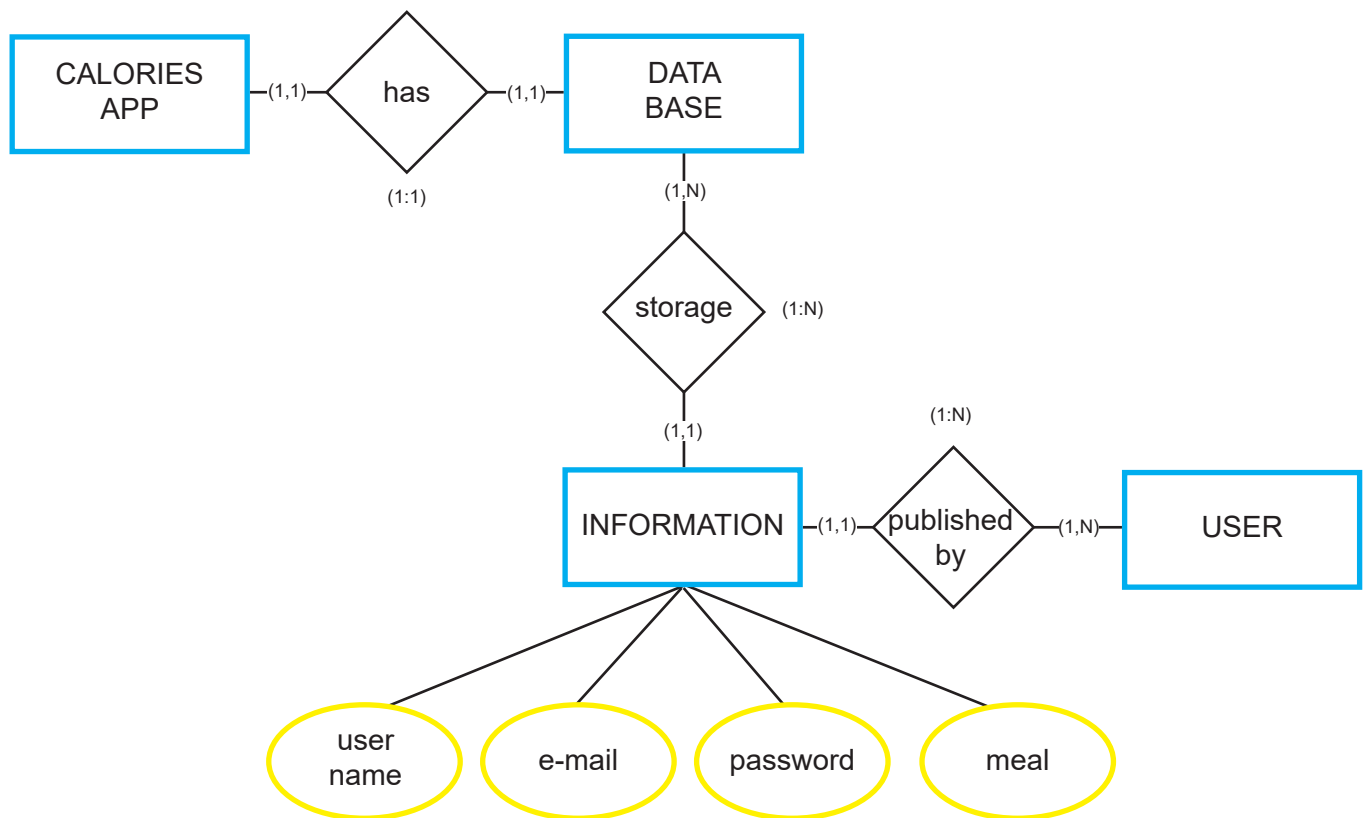 CALORIES
APP
(1,1)
has
(1,1)
DATA
BASE
(1:1)
(1,N)
storage
(1:N)
(1,1)
(1:N)
INFORMATION
(1,1)
published
by
(1,N)
USER
user
name
e-mail
password
meal